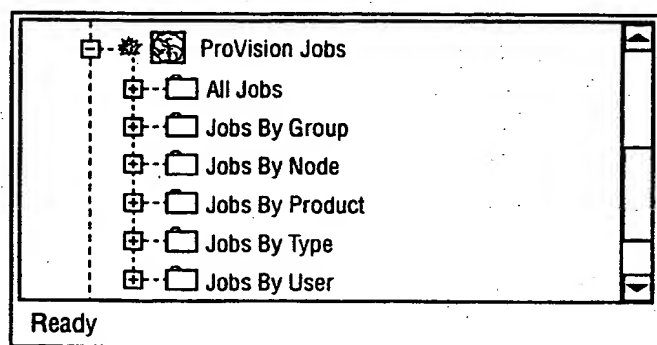 ProVision Jobs
All Jobs
Jobs By Group
Jobs By Node
Jobs By Product
Jobs By Type
Jobs By User
Ready